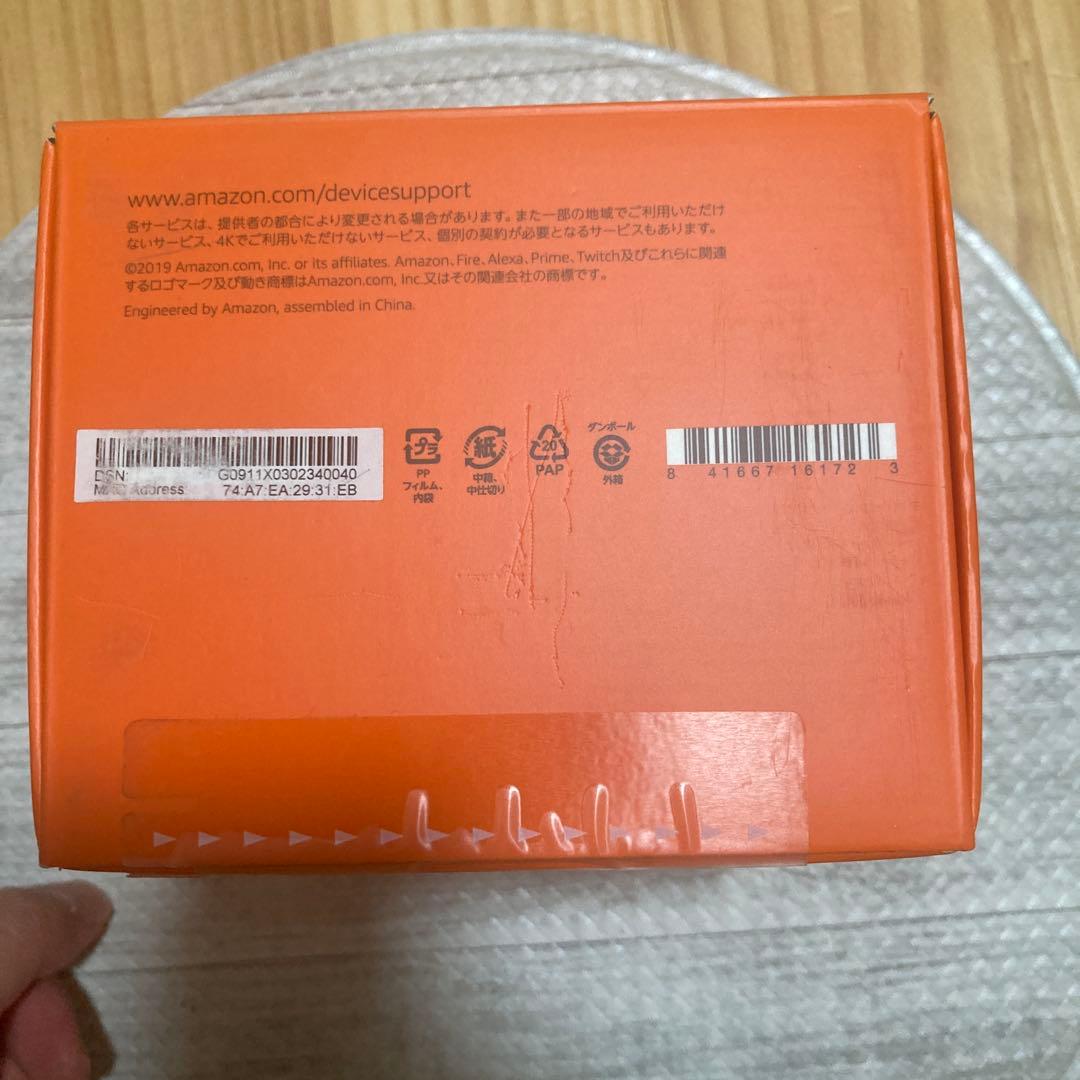 www.amazon.com/devicesupport
各サービスは、提供者の都合により変更される場合があります。また一部の地域でご利用いただけ
ないサービス、4Kでご利用いただけないサービス、個別の契約が必要となるサービスもあります。
©2019 Amazon.com, Inc. or its affiliates. Amazon、Fire、Alexa、Prime、Twitch及びこれらに関連
するロゴマーク及び動き商標はAmazon.com, Inc.又はその関連会社の商標です。
Engineered by Amazon, assembled in China.
DSN: G0911X0302340040
MAC Address 74:A7:EA:29:31:EB
プラ
PP
フィルム、
内袋
紙
中箱、
中仕切り
20
PAP
ダンボール
外箱
8 41667 16172 3